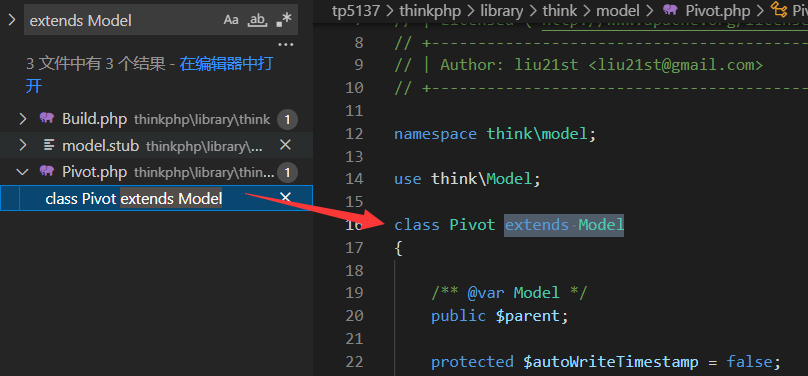 extends Model
Aa ab .*
...
3 文件中有 3 个结果 - 在编辑器中打
开
Build.php thinkphp\library\think 1
model.stub thinkphp\library\...
Pivot.php thinkphp\library\thin... 1
class Pivot extends Model
tp5137 > thinkphp > library > think > model > Pivot.php >
8 // +----------------------------------
9 // | Author: liu21st <liu21st@gmail.com>
10 // +----------------------------------
11
12 namespace think\model;
13
14 use think\Model;
15
16 class Pivot extends Model
17 {
18
19 /** @var Model */
20 public $parent;
21
22 protected $autoWriteTimestamp = false;